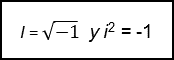 I = √−1 y i² = -1